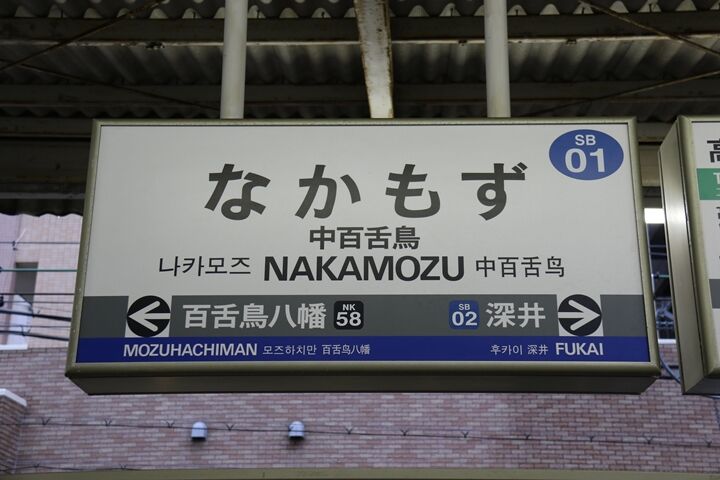 SB
01
なかもず
中百舌鳥
나카모즈 NAKAMOZU 中百舌鸟
百舌鳥八幡 NK 58 SB 02 深井
MOZUHACHIMAN 모즈하치만 百舌鸟八幡 후카이 深井 FUKAI
高